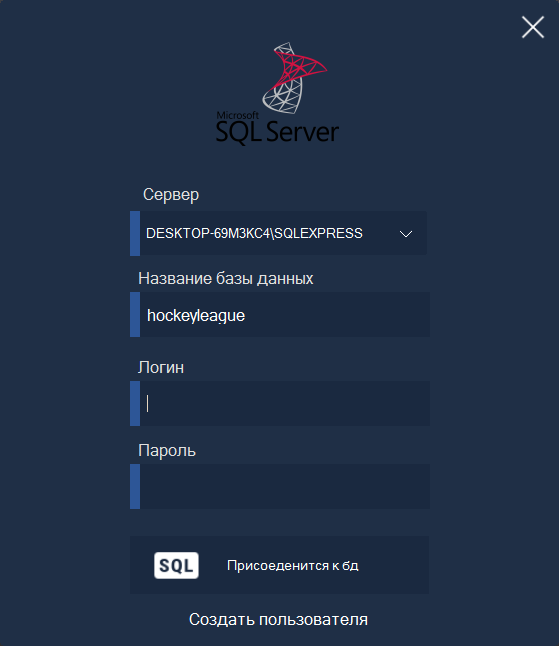 Microsoft
SQL Server
Сервер
DESKTOP-69M3KC4\SQLEXPRESS
Название базы данных
hockeyleague
Логин
Пароль
SQL Присоеденится к бд
Создать пользователя